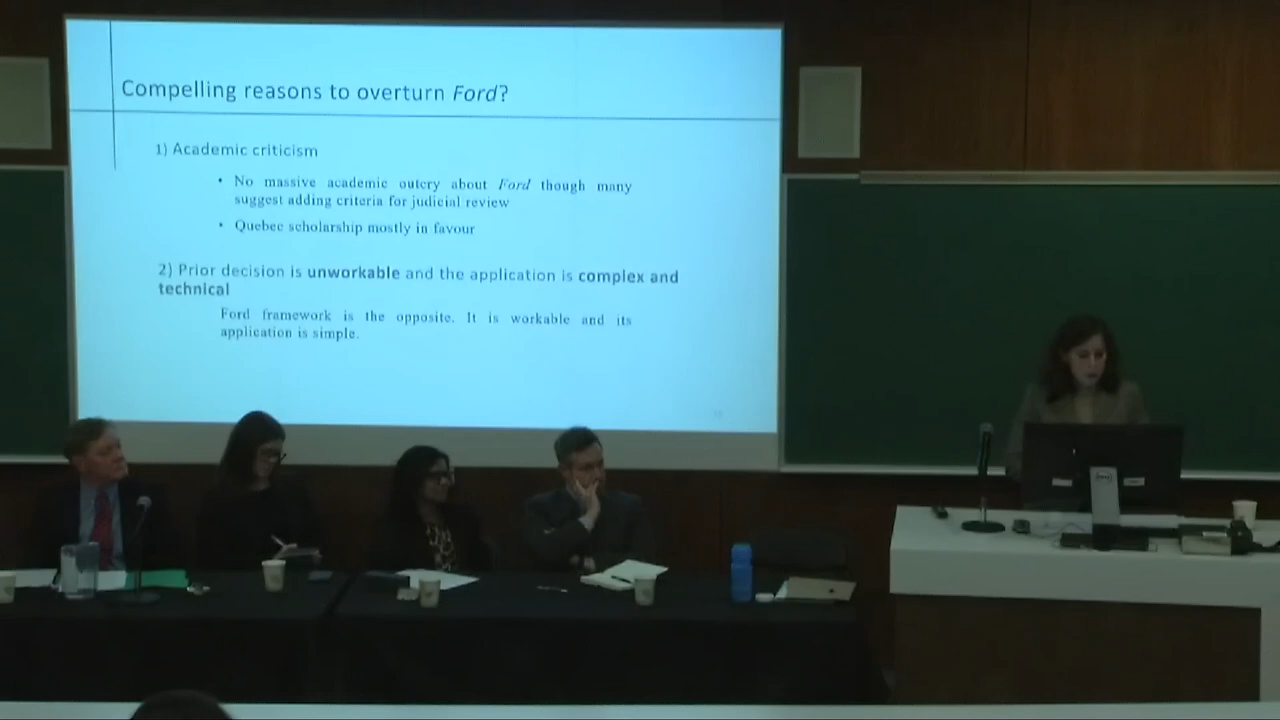 Compelling reasons to overturn Ford?
1) Academic criticism
• No massive academic outcry about Ford though many
suggest adding criteria for judicial review
• Quebec scholarship mostly in favour
2) Prior decision is unworkable and the application is complex and
technical
Ford framework is the opposite. It is workable and its
application is simple.